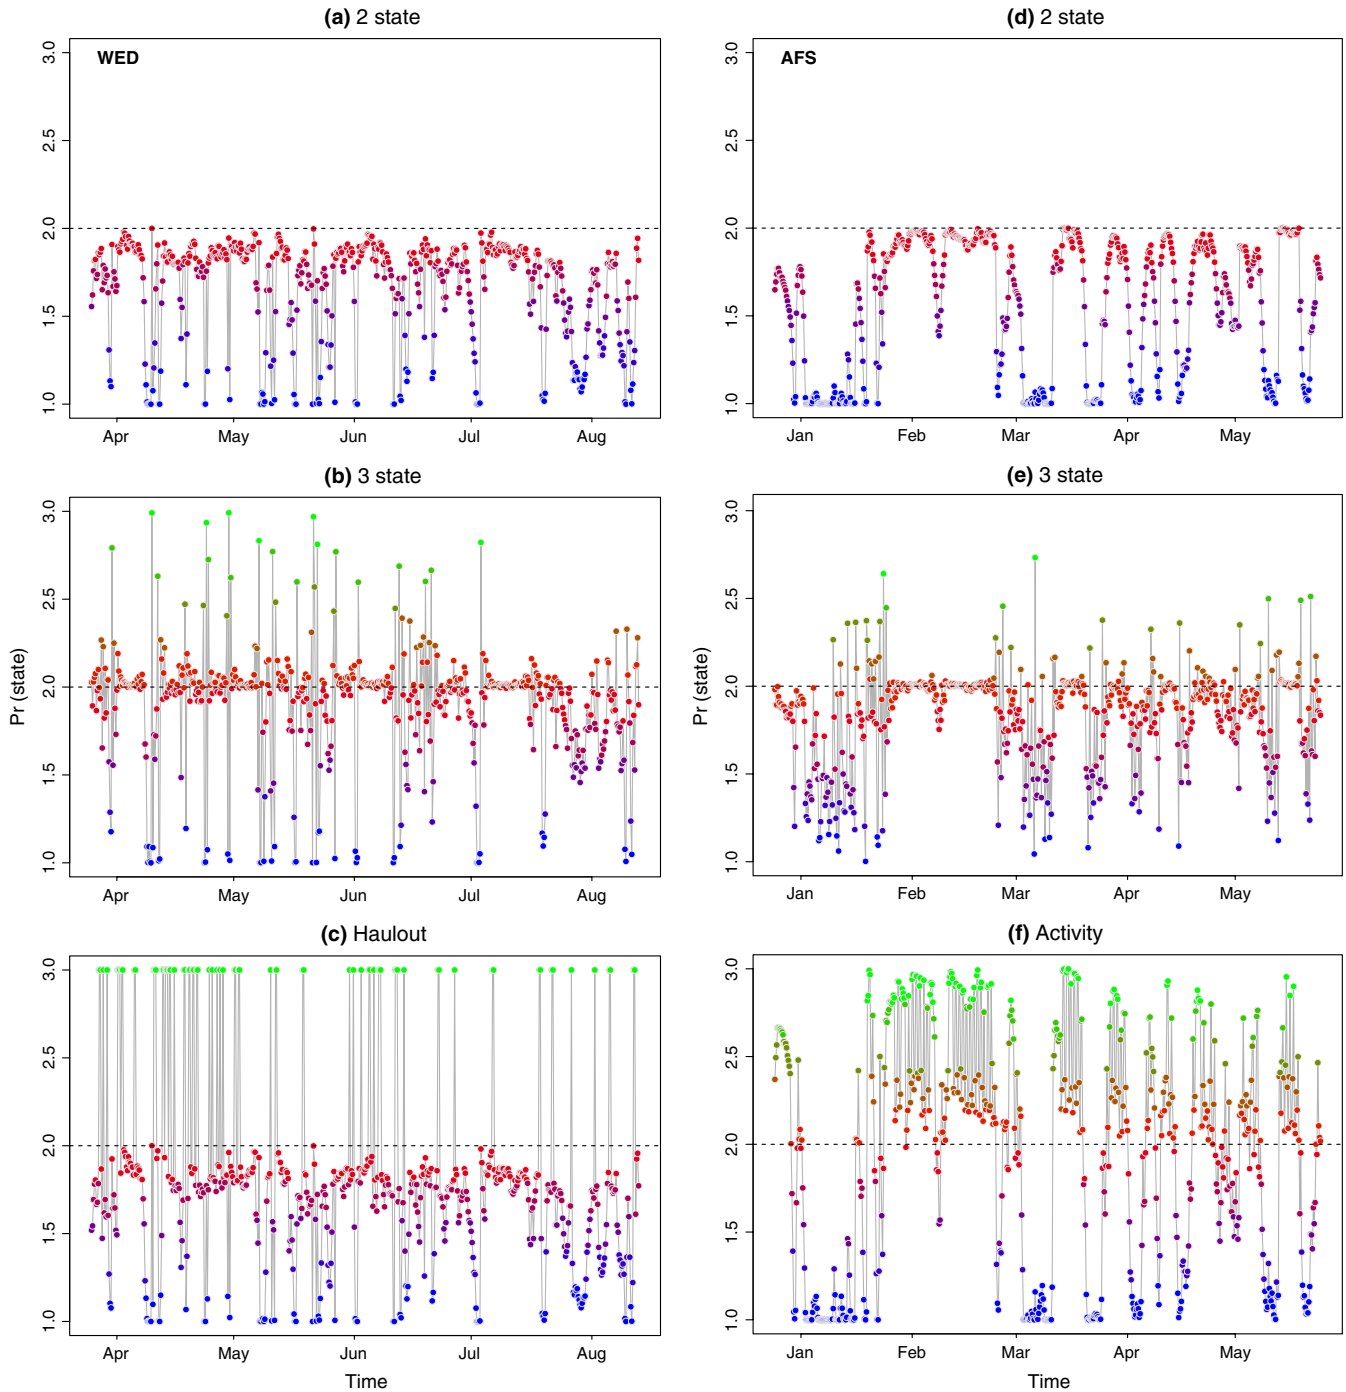 (a) 2 state
WED
3.0
2.5
2.0
1.5
1.0
Apr May Jun Jul Aug
(d) 2 state
AFS
3.0
2.5
2.0
1.5
1.0
Jan Feb Mar Apr May
(b) 3 state
Pr (state)
3.0
2.5
2.0
1.5
1.0
Apr May Jun Jul Aug
(e) 3 state
Pr (state)
3.0
2.5
2.0
1.5
1.0
Jan Feb Mar Apr May
(c) Haulout
3.0
2.5
2.0
1.5
1.0
Apr May Jun Jul Aug
Time
(f) Activity
3.0
2.5
2.0
1.5
1.0
Jan Feb Mar Apr May
Time